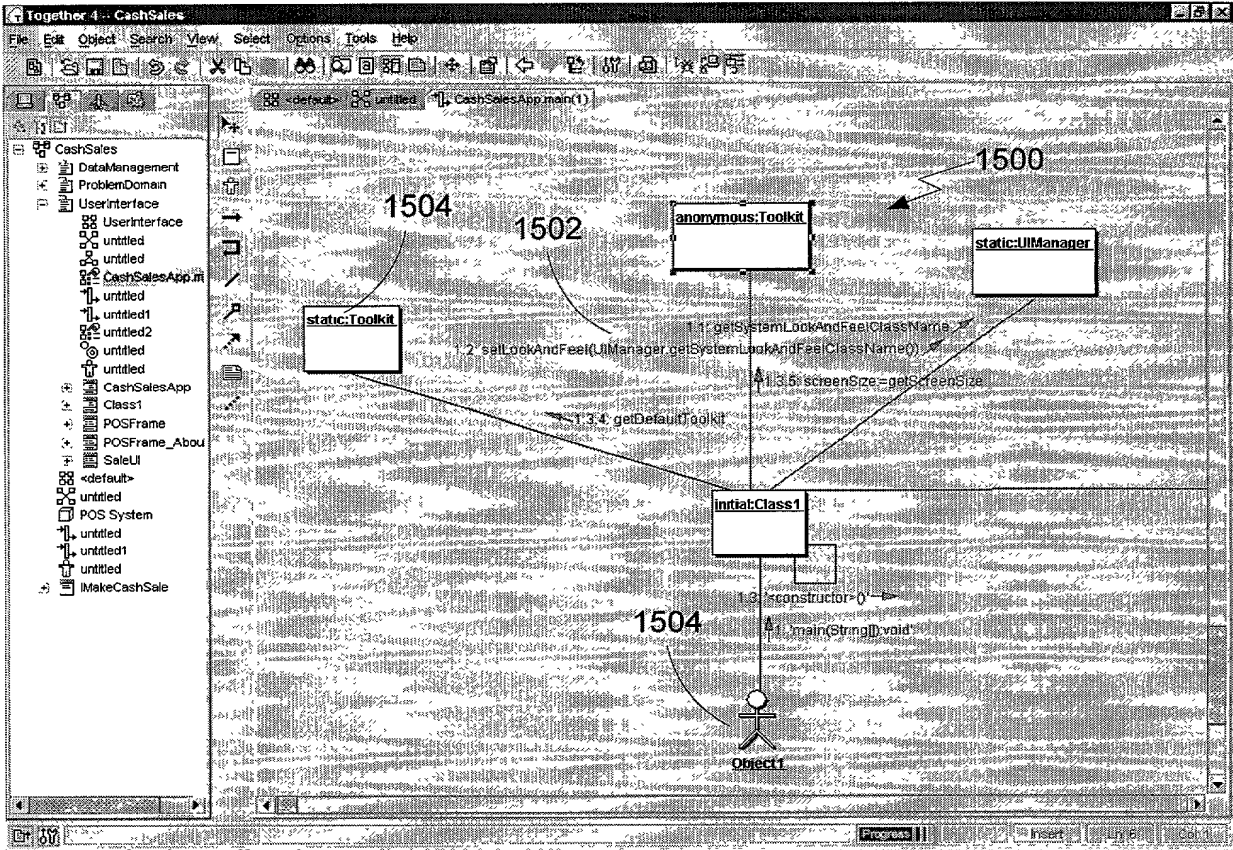 Together 4 -- CashSales
File Edit Object Search View Select Options Tools Help
<default> untitled CashSalesApp.main(1)
CashSales
DataManagement
ProblemDomain
UserInterface
UserInterface
untitled
untitled
CashSalesApp.m
untitled
untitled1
untitled2
untitled
untitled
CashSalesApp
Class1
POSFrame
POSFrame_Abou
SaleUI
<default>
untitled
POS System
untitled
untitled1
untitled
IMakeCashSale
1500
1504
1502
anonymous:Toolkit
static:UIManager
static:Toolkit
1.1: getSystemLookAndFeelClassName
1.2: setLookAndFeel(UIManager.getSystemLookAndFeelClassName())
1.3.5: screenSize:=getScreenSize
1.3.4: getDefaultToolkit
initial:Class1
1.3: '<constructor>()'
1504
1: 'main(String[]):void'
Object1
Progress Insert Ln 6 Col 1